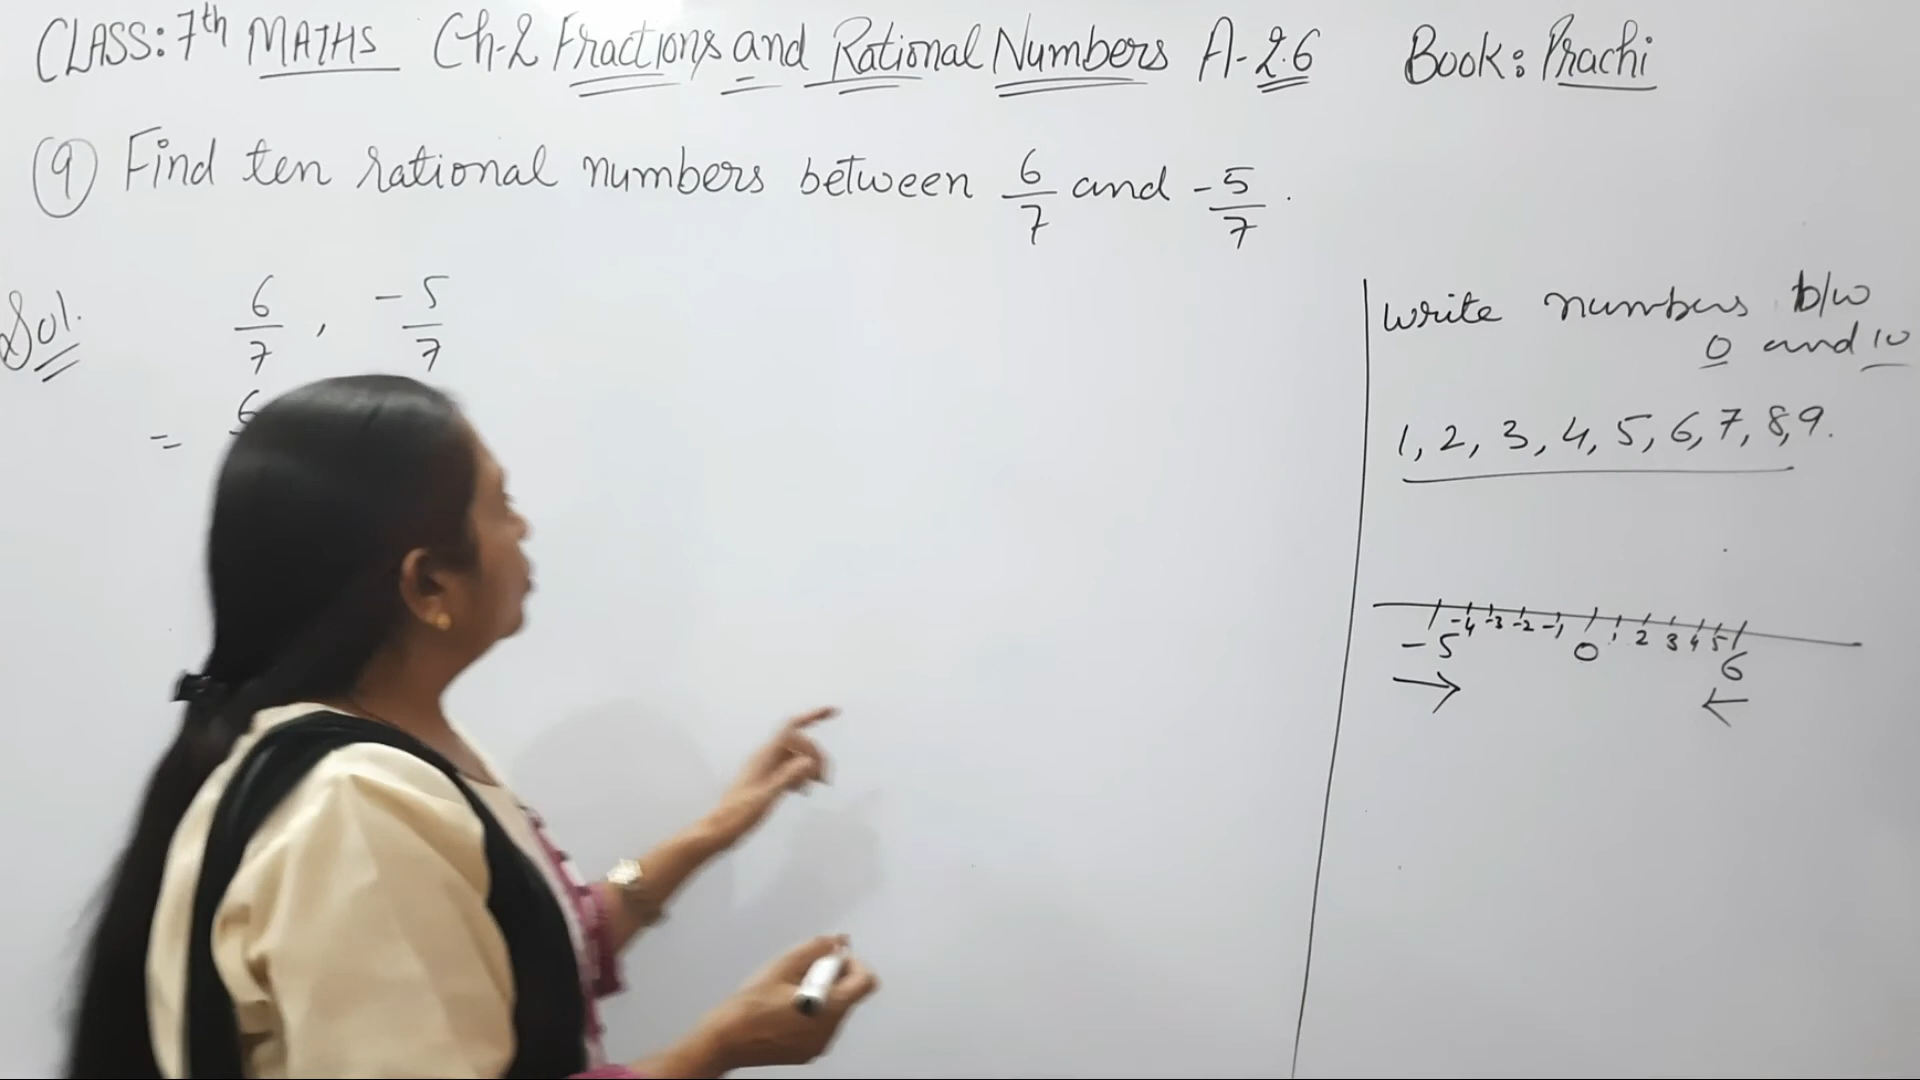 CLASS: 7th MATHS Ch-2 Fractions and Rational Numbers A-2.6 Book: Prachi
(9) Find ten rational numbers between 6/7 and -5/7.
Sol. 6/7, -5/7
= 6
Write numbers b/w
0 and 10
1, 2, 3, 4, 5, 6, 7, 8, 9.
-5 -4 -3 -2 -1 0 1 2 3 4 5 6
→ ←